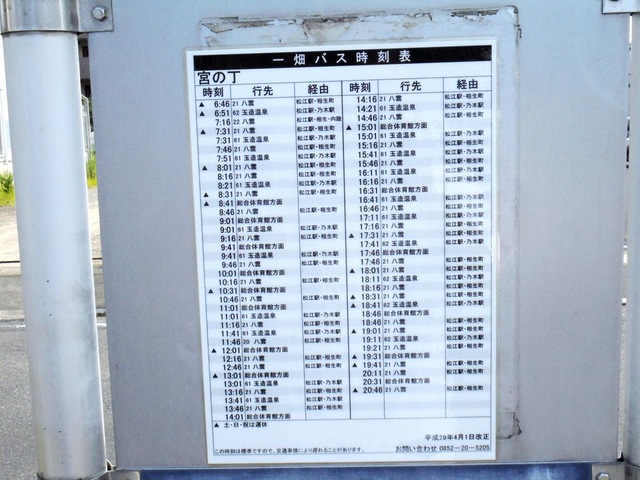 一畑バス時刻表
宮の丁
時刻 行先 経由 時刻 行先 経由
▲ 6:46 21 八雲 松江駅・相生町
▲ 6:51 62 玉造温泉 松江駅・乃木駅
7:16 22 八雲 松江駅・相生・内陸
▲ 7:31 21 八雲 松江駅・相生町
7:31 61 玉造温泉 松江駅・乃木駅
7:46 21 八雲 松江駅・相生町
7:51 61 玉造温泉 松江駅・乃木駅
▲ 8:01 21 八雲 松江駅・相生町
8:16 21 八雲 松江駅・相生町
8:21 61 玉造温泉 松江駅・乃木駅
▲ 8:31 21 八雲 松江駅・相生町
▲ 8:41 総合体育館方面
8:46 21 八雲 松江駅・相生町
9:01 総合体育館方面
9:01 61 玉造温泉 松江駅・乃木駅
9:16 21 八雲 松江駅・相生町
9:41 総合体育館方面
9:41 61 玉造温泉 松江駅・乃木駅
9:46 21 八雲 松江駅・相生町
10:01 総合体育館方面
10:16 21 八雲 松江駅・相生町
▲ 10:31 総合体育館方面
10:46 21 八雲 松江駅・相生町
11:01 総合体育館方面
11:01 61 玉造温泉 松江駅・乃木駅
11:16 21 八雲 松江駅・相生町
11:41 61 玉造温泉 松江駅・乃木駅
11:46 20 八雲 松江駅・相生町
▲ 12:01 総合体育館方面
12:16 21 八雲 松江駅・相生町
12:46 21 八雲 松江駅・相生町
▲ 13:01 総合体育館方面
13:01 61 玉造温泉 松江駅・乃木駅
13:16 21 八雲 松江駅・相生町
13:41 61 玉造温泉 松江駅・乃木駅
13:46 21 八雲 松江駅・相生町
14:01 総合体育館方面
14:16 21 八雲 松江駅・相生町
14:21 61 玉造温泉 松江駅・乃木駅
14:46 21 八雲 松江駅・相生町
▲ 15:01 総合体育館方面
15:01 61 玉造温泉 松江駅・乃木駅
15:16 21 八雲 松江駅・相生町
15:41 61 玉造温泉 松江駅・乃木駅
15:46 21 八雲 松江駅・相生町
16:11 61 玉造温泉 松江駅・乃木駅
16:16 21 八雲 松江駅・相生町
16:31 総合体育館方面
16:41 61 玉造温泉 松江駅・乃木駅
16:46 21 八雲 松江駅・相生町
17:11 61 玉造温泉 松江駅・乃木駅
17:16 21 八雲 松江駅・相生町
▲ 17:31 21 八雲 松江駅・相生町
17:41 62 玉造温泉 松江駅・乃木駅
17:46 総合体育館方面
17:46 21 八雲 松江駅・相生町
▲ 18:01 21 八雲 松江駅・相生町
18:11 62 玉造温泉 松江駅・乃木駅
18:16 21 八雲 松江駅・相生町
▲ 18:31 21 八雲 松江駅・相生町
▲ 18:41 62 玉造温泉 松江駅・乃木駅
18:46 総合体育館方面
18:46 21 八雲 松江駅・相生町
▲ 19:01 21 八雲 松江駅・相生町
19:11 62 玉造温泉 松江駅・乃木駅
19:21 21 八雲 松江駅・相生町
▲ 19:31 総合体育館方面
▲ 19:41 21 八雲 松江駅・相生町
20:11 21 八雲 松江駅・相生町
20:31 総合体育館方面
▲ 20:46 21 八雲 松江駅・相生町
▲ 土・日・祝は運休
平成29年4月1日改正
この時刻は標準ですので、交通事情により遅れることがあります。 お問い合わせ 0852-20-5205